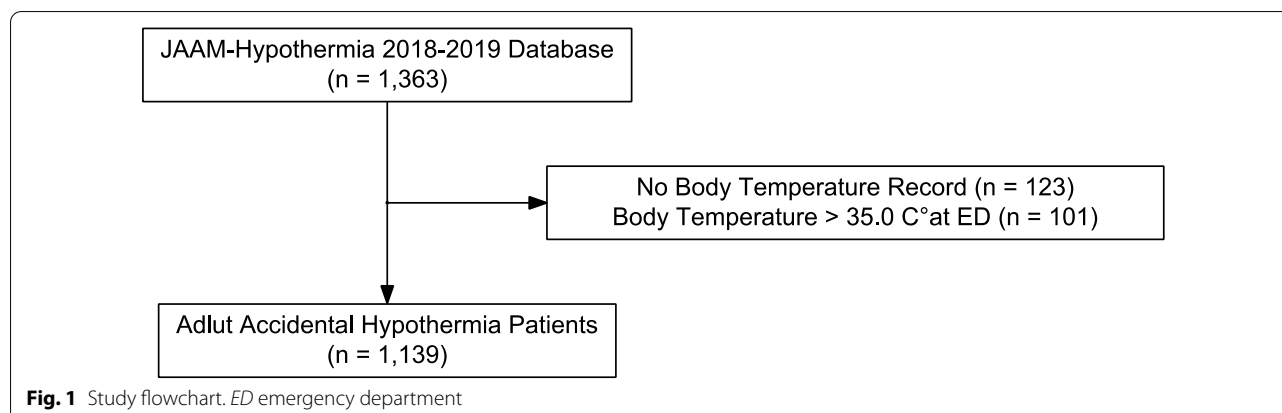 JAAM-Hypothermia 2018-2019 Database
(n = 1,363)
No Body Temperature Record (n = 123)
Body Temperature > 35.0 C°at ED (n = 101)
Adlut Accidental Hypothermia Patients
(n = 1,139)
Fig. 1 Study flowchart. ED emergency department